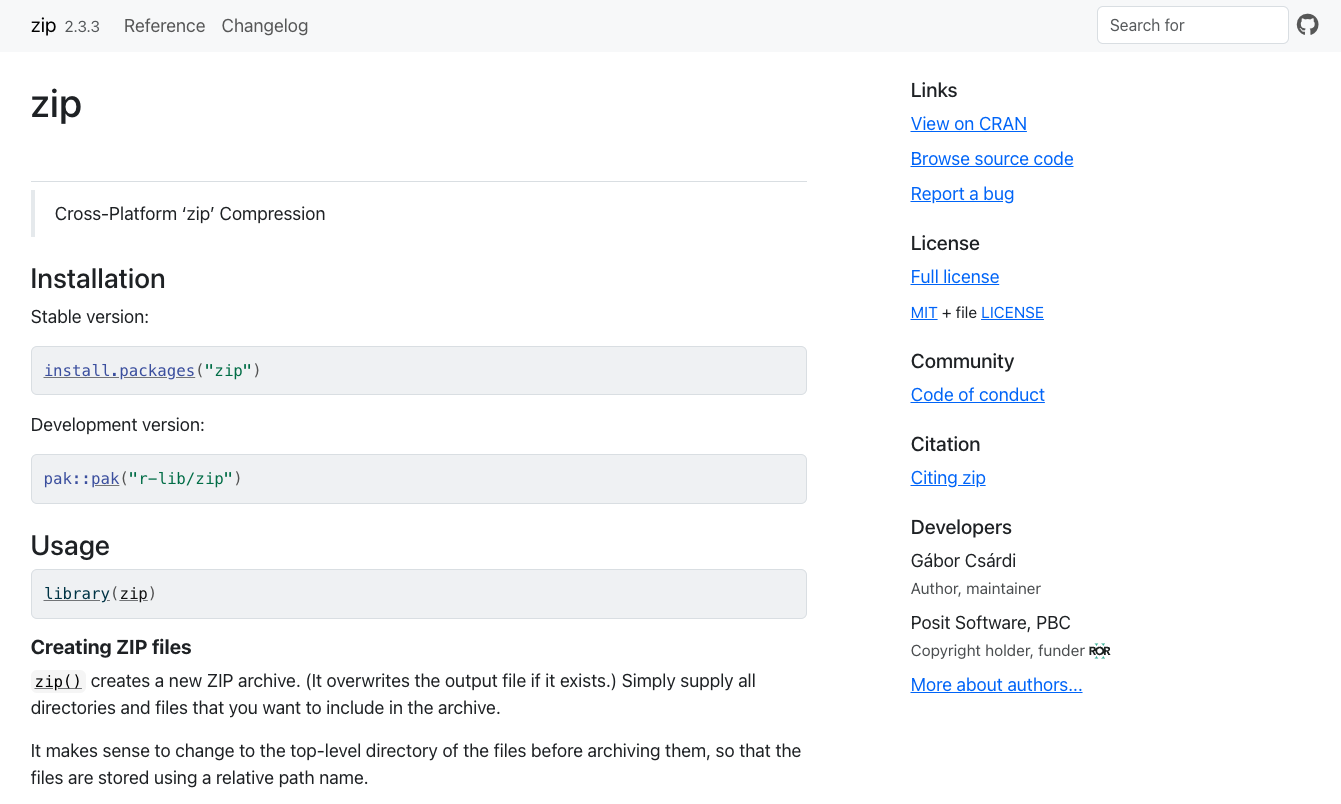 zip 2.3.3 Reference Changelog Search for
zip
Cross-Platform ‘zip’ Compression
Installation
Stable version:
install.packages("zip")
Development version:
pak::pak("r-lib/zip")
Usage
library(zip)
Creating ZIP files
zip() creates a new ZIP archive. (It overwrites the output file if it exists.) Simply supply all
directories and files that you want to include in the archive.
It makes sense to change to the top-level directory of the files before archiving them, so that the
files are stored using a relative path name.
Links
View on CRAN
Browse source code
Report a bug
License
Full license
MIT + file LICENSE
Community
Code of conduct
Citation
Citing zip
Developers
Gábor Csárdi
Author, maintainer
Posit Software, PBC
Copyright holder, funder ROR
More about authors...